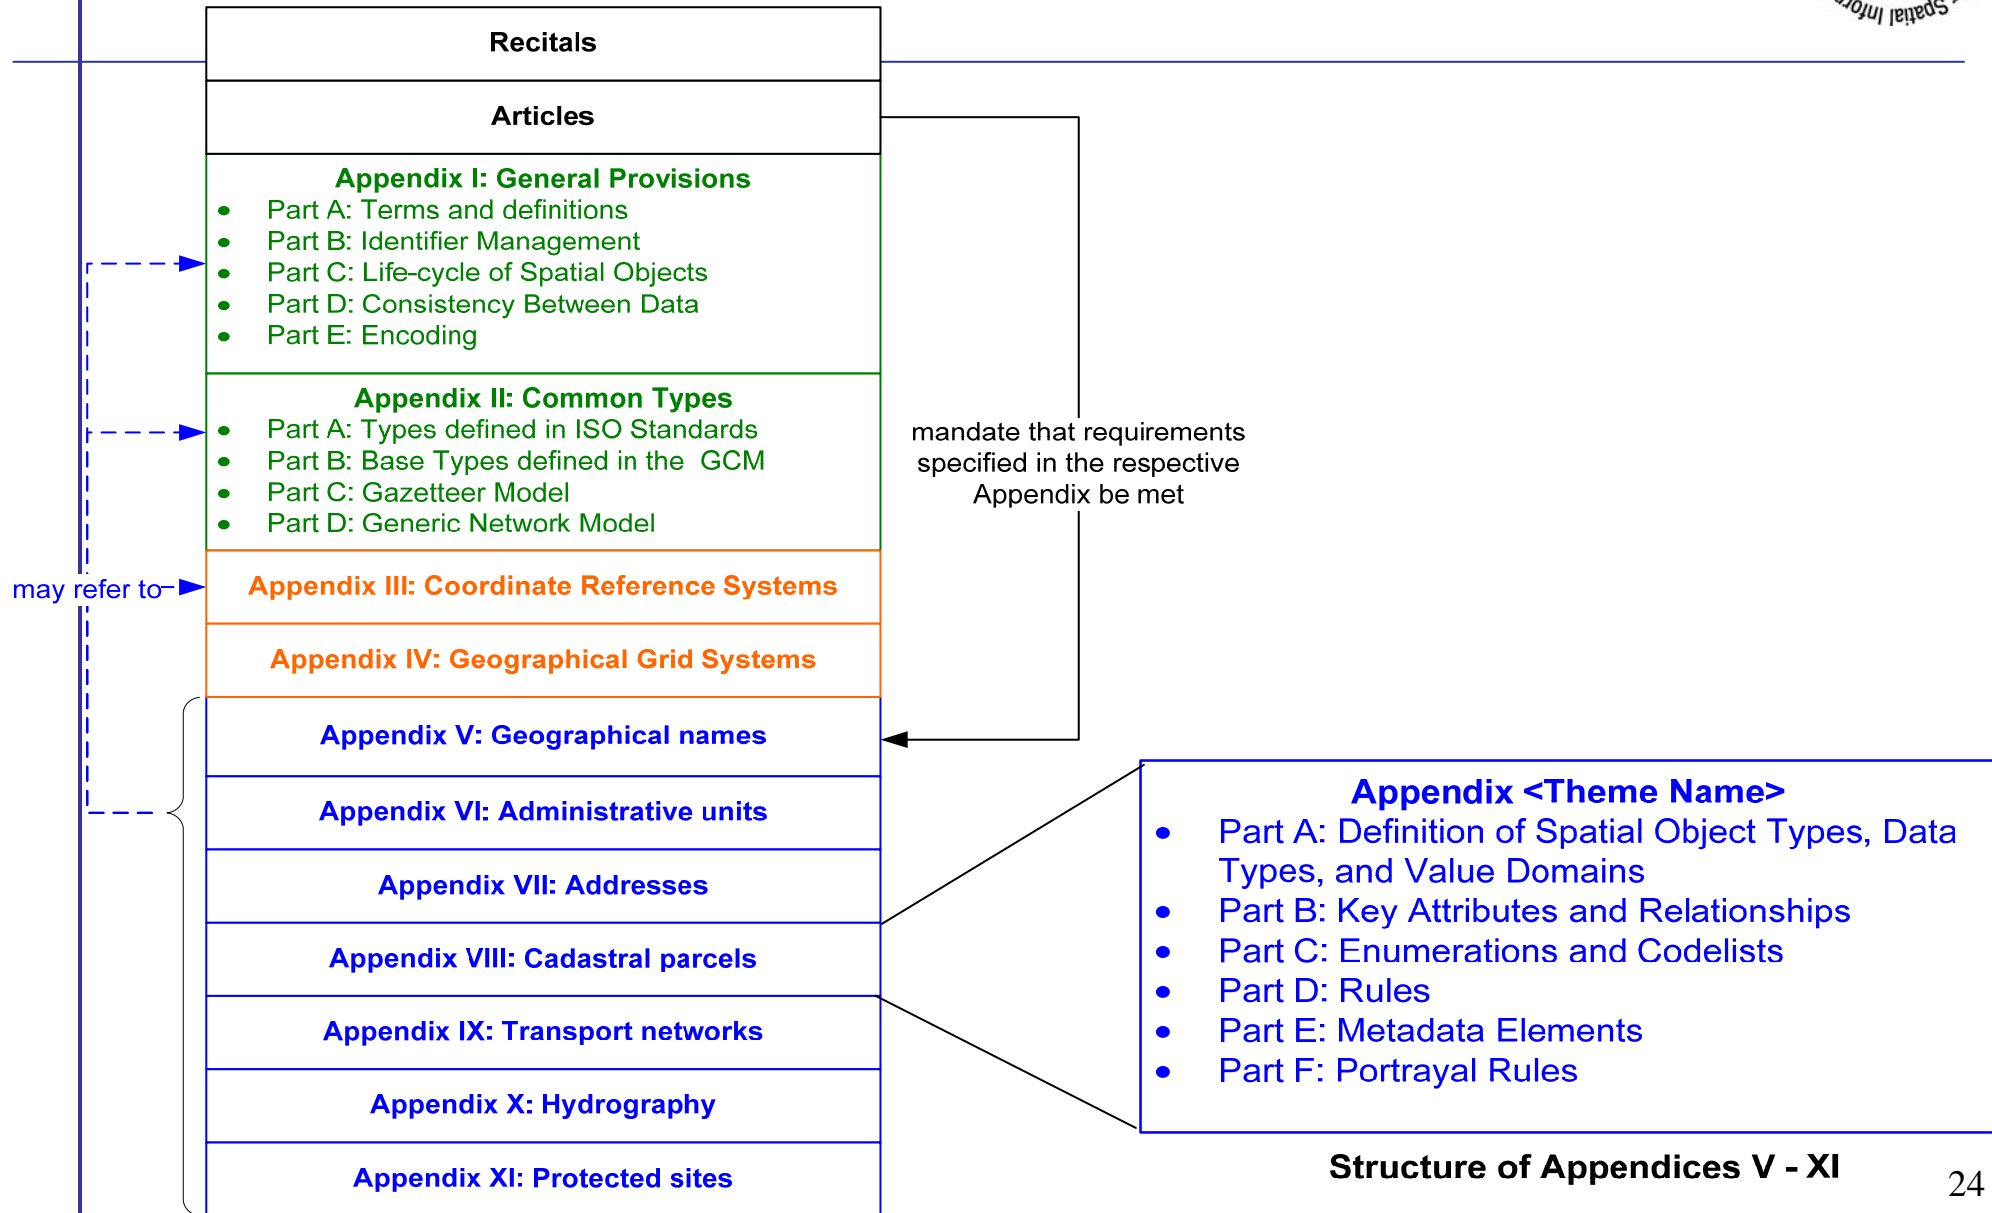 Spatial Infor
Recitals
Articles
Appendix I: General Provisions
• Part A: Terms and definitions
• Part B: Identifier Management
• Part C: Life-cycle of Spatial Objects
• Part D: Consistency Between Data
• Part E: Encoding
Appendix II: Common Types
• Part A: Types defined in ISO Standards
• Part B: Base Types defined in the GCM
• Part C: Gazetteer Model
• Part D: Generic Network Model
mandate that requirements
specified in the respective
Appendix be met
may refer to
Appendix III: Coordinate Reference Systems
Appendix IV: Geographical Grid Systems
Appendix V: Geographical names
Appendix VI: Administrative units
Appendix VII: Addresses
Appendix VIII: Cadastral parcels
Appendix IX: Transport networks
Appendix X: Hydrography
Appendix XI: Protected sites
Appendix <Theme Name>
• Part A: Definition of Spatial Object Types, Data
Types, and Value Domains
• Part B: Key Attributes and Relationships
• Part C: Enumerations and Codelists
• Part D: Rules
• Part E: Metadata Elements
• Part F: Portrayal Rules
Structure of Appendices V - XI
24